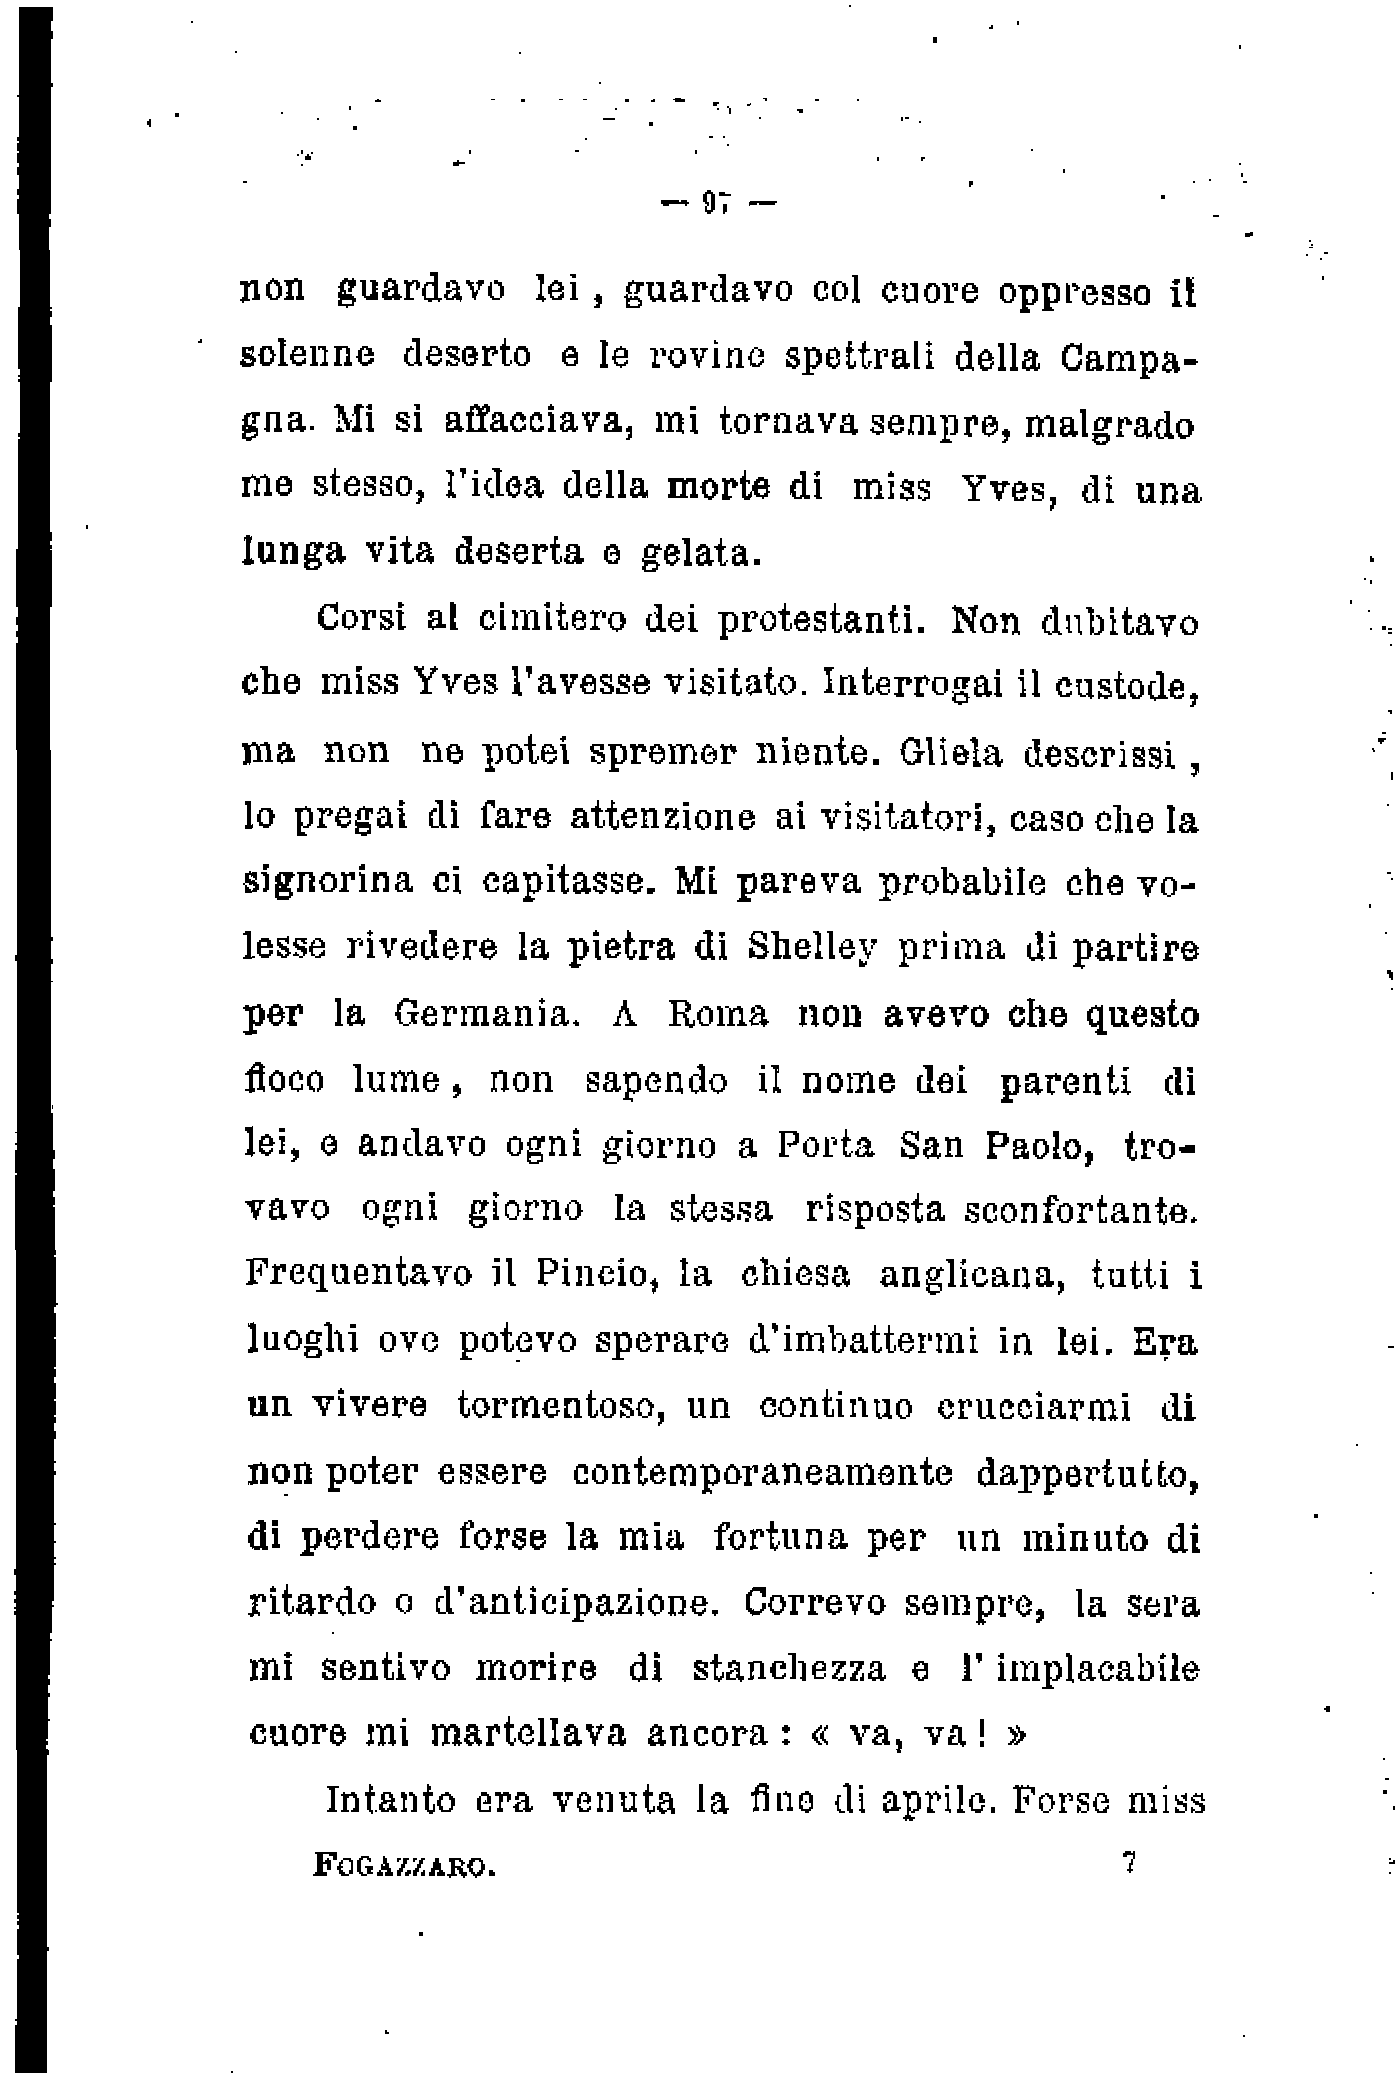 — 97 —
non guardavo lei, guardavo col cuore oppresso il
solenne deserto e le rovine spettrali della Campa-
gna. Mi si affacciava, mi tornava sempre, malgrado
me stesso, l'idea della morte di miss Yves, di una
lunga vita deserta e gelata.
Corsi al cimitero dei protestanti. Non dubitavo
che miss Yves l'avesse visitato. Interrogai il custode,
ma non ne potei spremer niente. Gliela descrissi,
lo pregai di fare attenzione ai visitatori, caso che la
signorina ci capitasse. Mi pareva probabile che vo-
lesse rivedere la pietra di Shelley prima di partire
per la Germania. A Roma non avevo che questo
fioco lume, non sapendo il nome dei parenti di
lei, e andavo ogni giorno a Porta San Paolo, tro-
vavo ogni giorno la stessa risposta sconfortante.
Frequentavo il Pincio, la chiesa anglicana, tutti i
luoghi ove potevo sperare d'imbattermi in lei. Era
un vivere tormentoso, un continuo crucciarmi di
non poter essere contemporaneamente dappertutto,
di perdere forse la mia fortuna per un minuto di
ritardo o d'anticipazione. Correvo sempre, la sera
mi sentivo morire di stanchezza e l' implacabile
cuore mi martellava ancora: « va, va! »
Intanto era venuta la fine di aprile. Forse miss
FOGAZZARO. 7